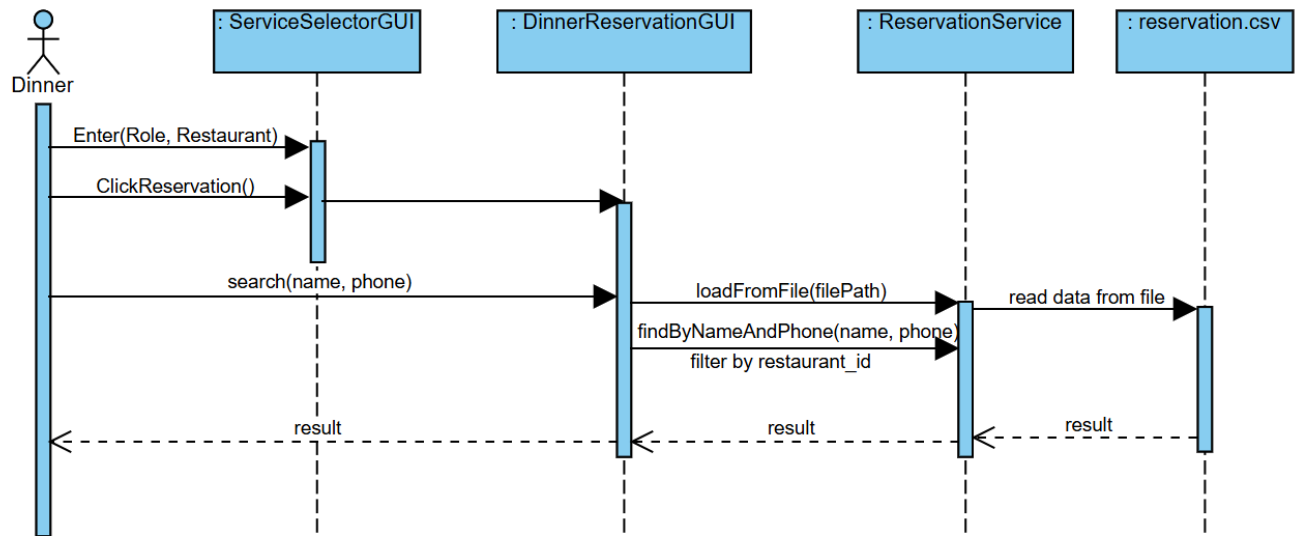 : ServiceSelectorGUI
: DinnerReservationGUI
: ReservationService
: reservation.csv
Dinner
Enter(Role, Restaurant)
ClickReservation()
search(name, phone)
loadFromFile(filePath)
read data from file
findByNameAndPhone(name, phone)
filter by restaurant_id
result
result
result